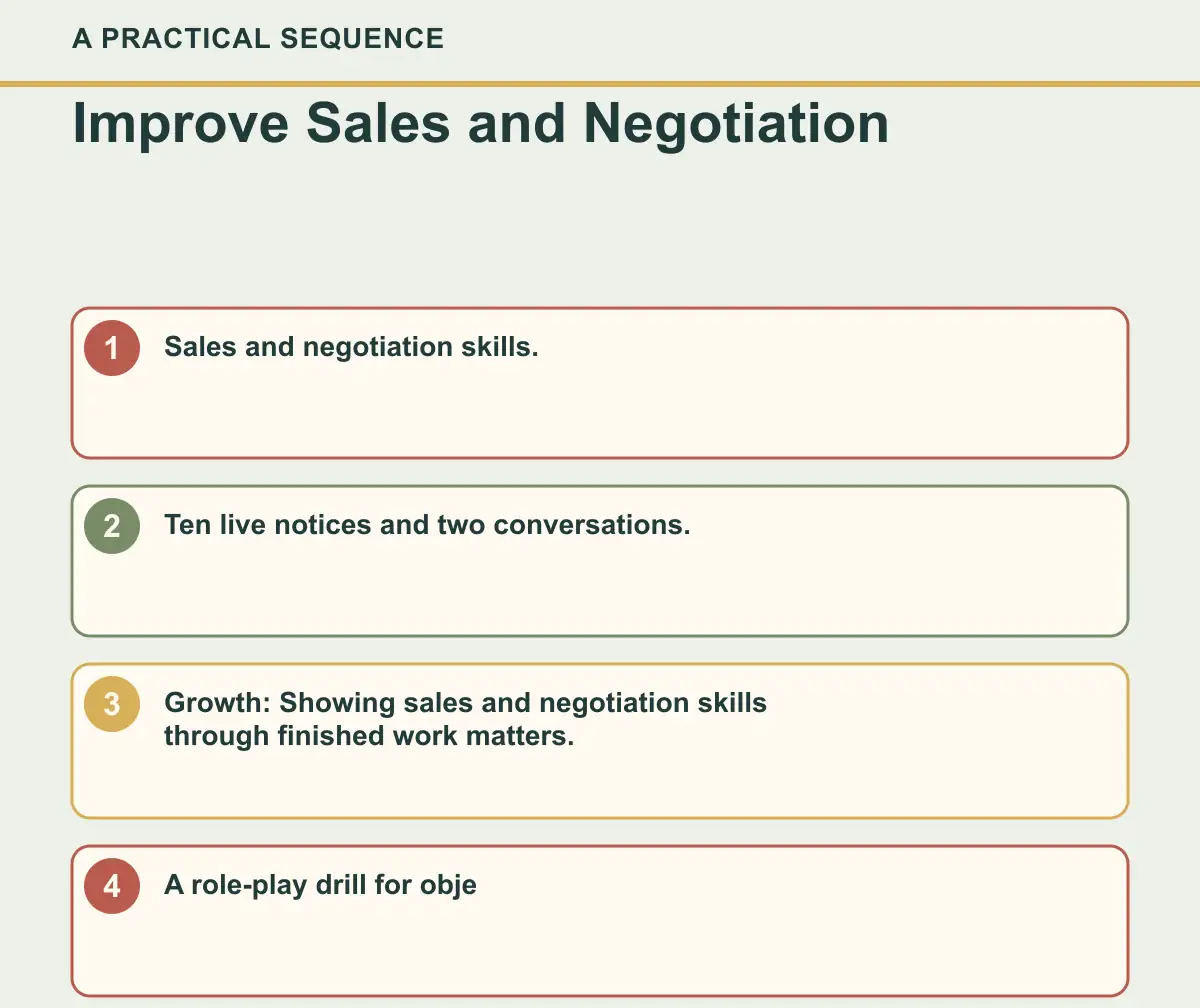 A PRACTICAL SEQUENCE
Improve Sales and Negotiation
1 Sales and negotiation skills.
2 Ten live notices and two conversations.
3 Growth: Showing sales and negotiation skills
through finished work matters.
4 A role-play drill for obje